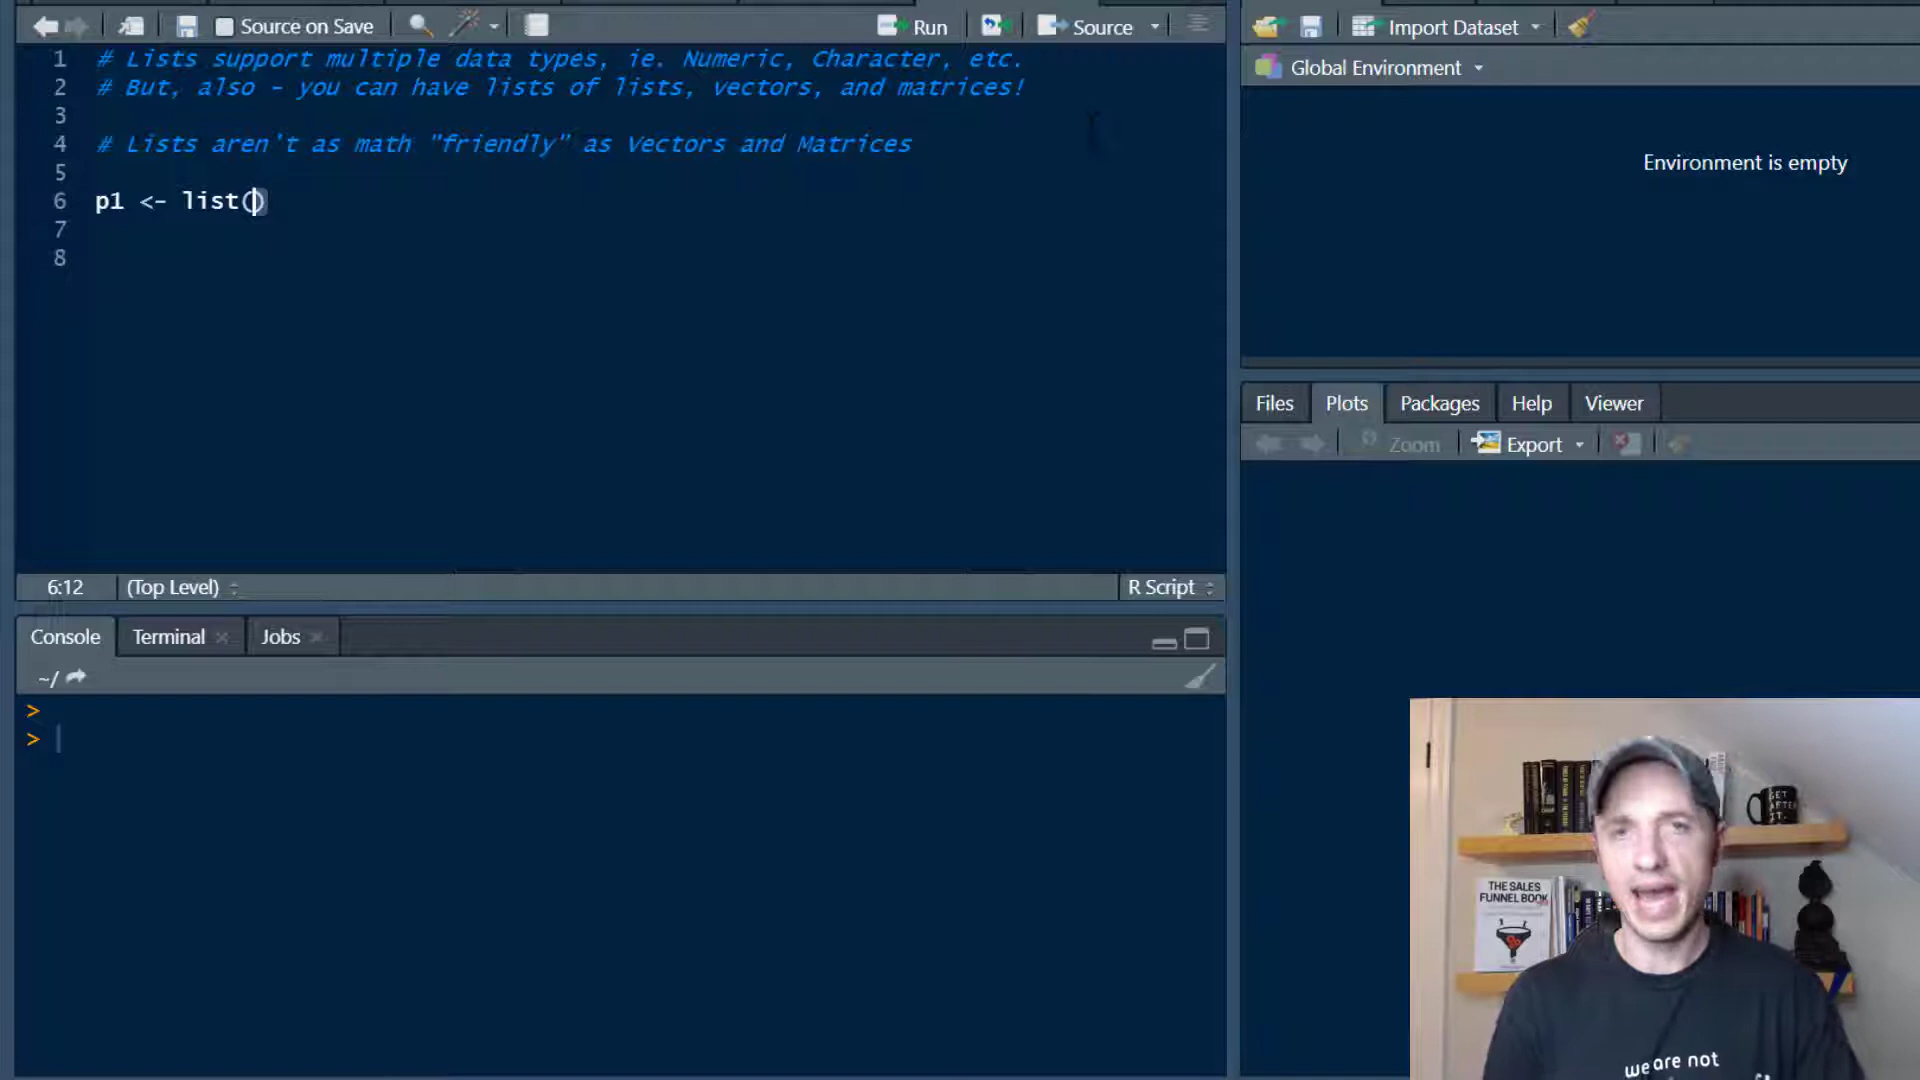 Source on Save
Run
Source
1 # Lists support multiple data types, ie. Numeric, Character, etc.
2 # But, also - you can have lists of lists, vectors, and matrices!
3
4 # Lists aren't as math "friendly" as Vectors and Matrices
5
6 p1 <- list()
7
8
6:12 (Top Level) R Script
Console Terminal Jobs
~/
>
>
Import Dataset
Global Environment
Environment is empty
Files Plots Packages Help Viewer
Zoom Export
GET
AFTER
IT.
THE SALES
FUNNEL BOOK
we are not